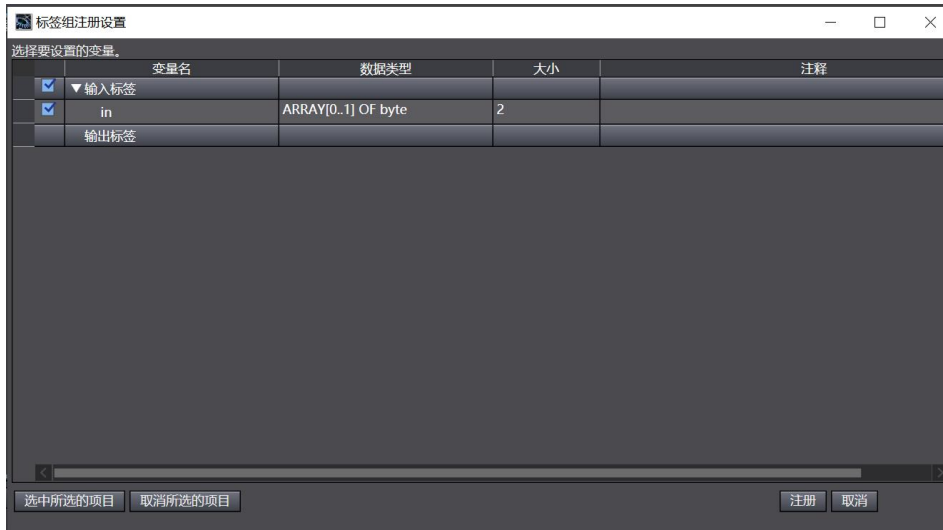 标签组注册设置
选择要设置的变量。
变量名 数据类型 大小 注释
▼输入标签
in ARRAY[0..1] OF byte 2
输出标签
选中所选的项目 取消所选的项目 注册 取消